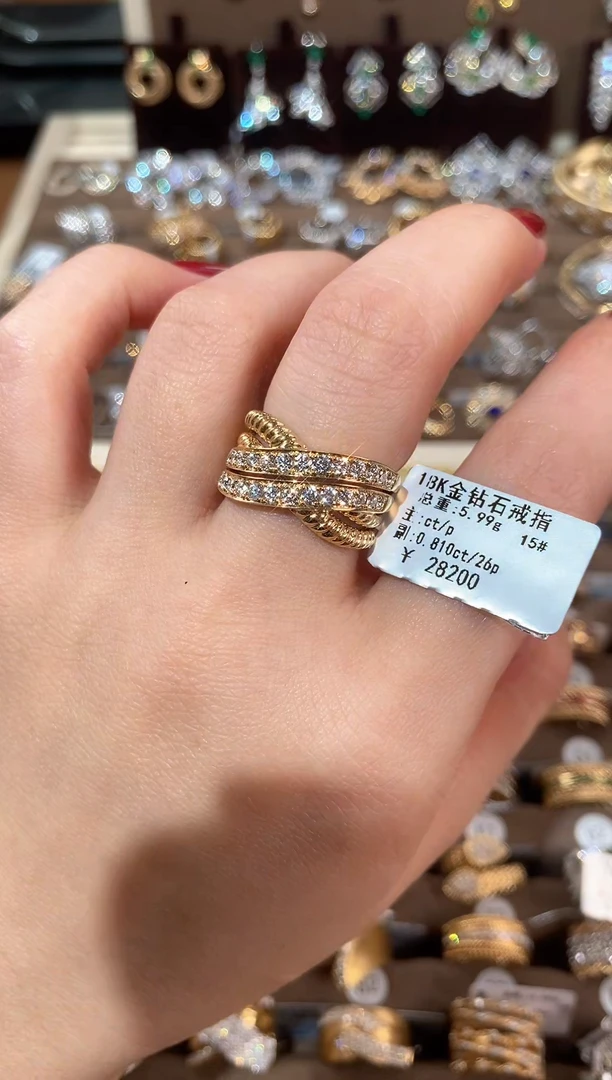 18K金钻石戒指
总重:5.99g 15#
主:ct/p
副:0.810ct/26p
¥ 28200